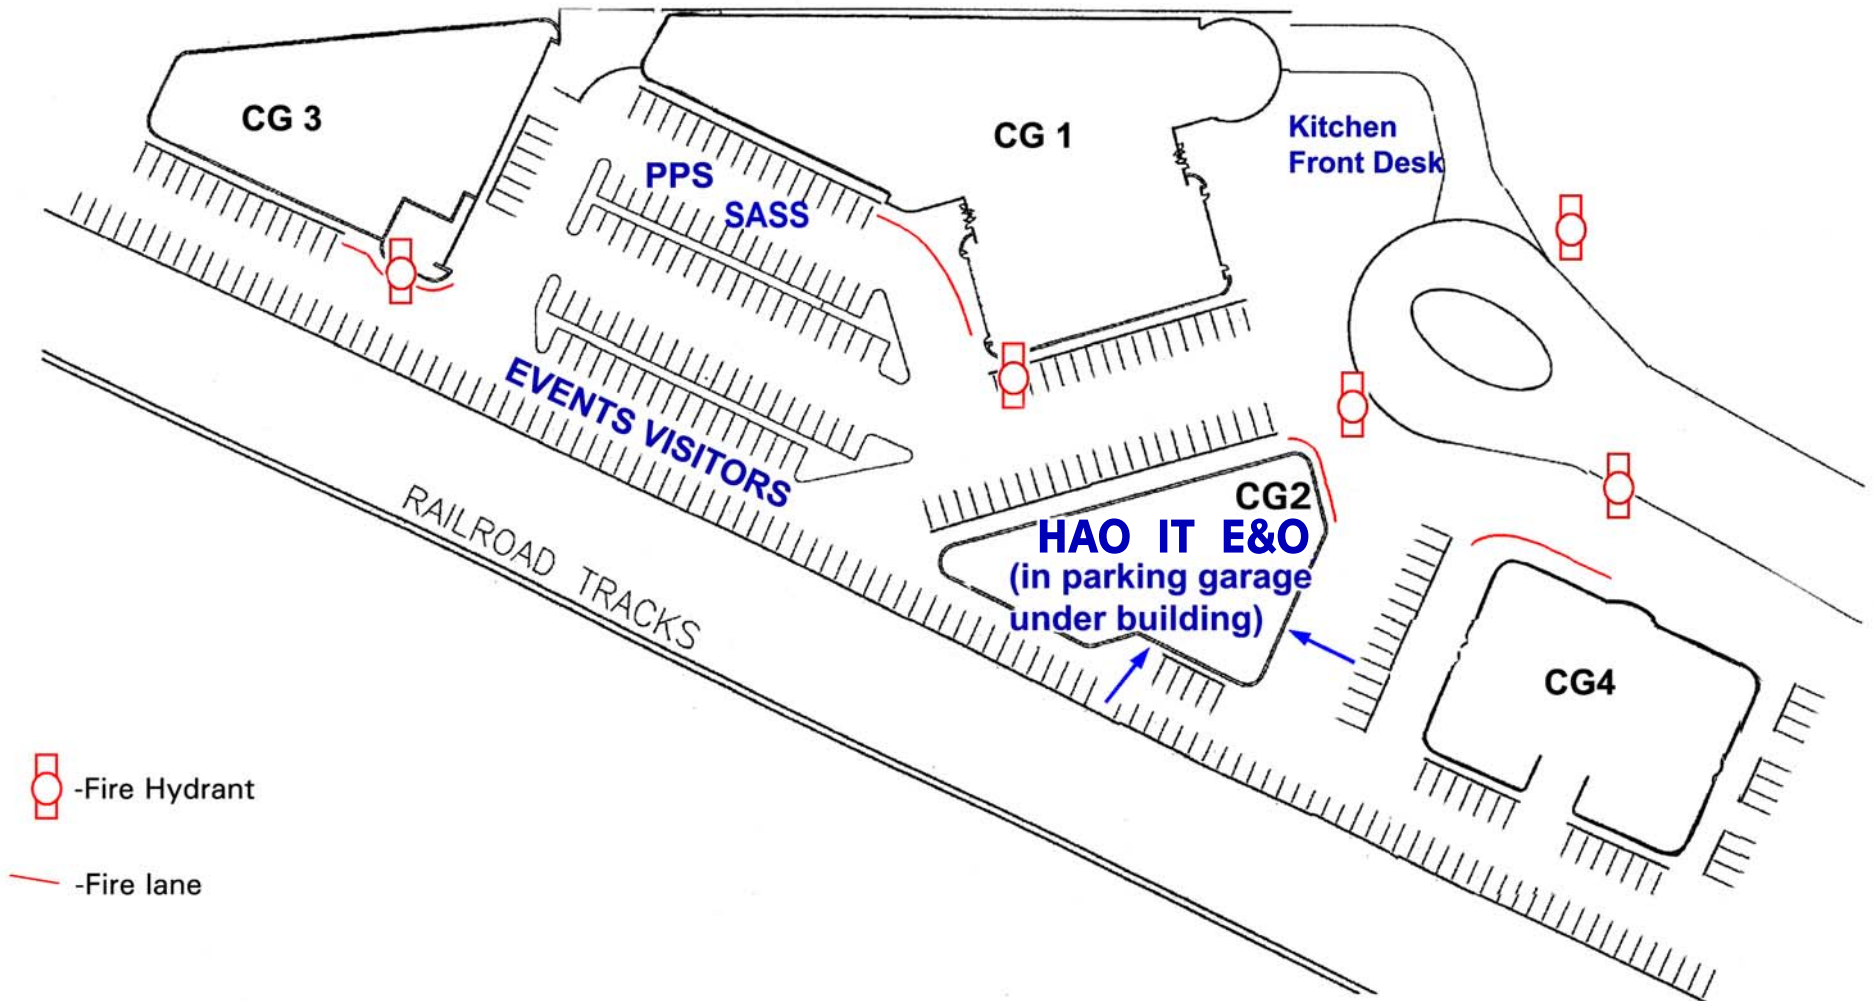 CG 3
CG 1
Kitchen
Front Desk
PPS
SASS
EVENTS VISITORS
CG2
HAO IT E&O
(in parking garage
under building)
RAILROAD TRACKS
CG4
-Fire Hydrant
-Fire lane